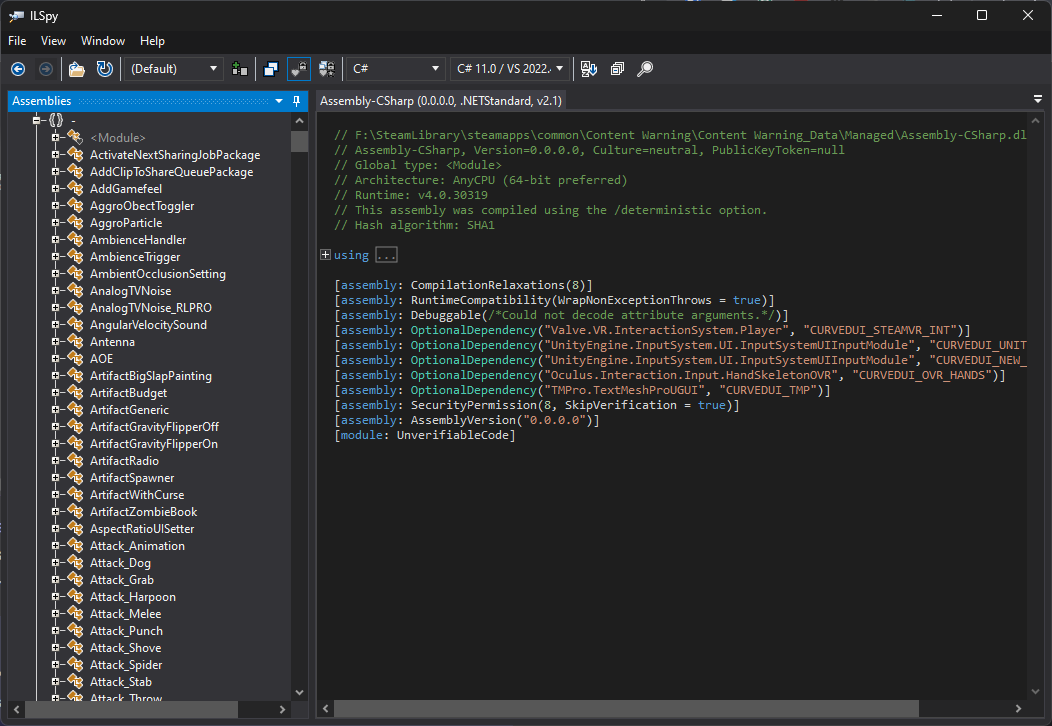 ILSpy
File View Window Help
(Default) C# C# 11.0 / VS 2022.
Assemblies
-
<Module>
ActivateNextSharingJobPackage
AddClipToShareQueuePackage
AddGamefeel
AggroObectToggler
AggroParticle
AmbienceHandler
AmbienceTrigger
AmbientOcclusionSetting
AnalogTVNoise
AnalogTVNoise_RLPRO
AngularVelocitySound
Antenna
AOE
ArtifactBigSlapPainting
ArtifactBudget
ArtifactGeneric
ArtifactGravityFlipperOff
ArtifactGravityFlipperOn
ArtifactRadio
ArtifactSpawner
ArtifactWithCurse
ArtifactZombieBook
AspectRatioUISetter
Attack_Animation
Attack_Dog
Attack_Grab
Attack_Harpoon
Attack_Melee
Attack_Punch
Attack_Shove
Attack_Spider
Attack_Stab
Attack_Throw
Assembly-CSharp (0.0.0.0, .NETStandard, v2.1)
// F:\SteamLibrary\steamapps\common\Content Warning\Content Warning_Data\Managed\Assembly-CSharp.dl
// Assembly-CSharp, Version=0.0.0.0, Culture=neutral, PublicKeyToken=null
// Global type: <Module>
// Architecture: AnyCPU (64-bit preferred)
// Runtime: v4.0.30319
// This assembly was compiled using the /deterministic option.
// Hash algorithm: SHA1
using ...
[assembly: CompilationRelaxations(8)]
[assembly: RuntimeCompatibility(WrapNonExceptionThrows = true)]
[assembly: Debuggable(/*Could not decode attribute arguments.*/)]
[assembly: OptionalDependency("Valve.VR.InteractionSystem.Player", "CURVEDUI_STEAMVR_INT")]
[assembly: OptionalDependency("UnityEngine.InputSystem.UI.InputSystemUIInputModule", "CURVEDUI_UNIT
[assembly: OptionalDependency("UnityEngine.InputSystem.UI.InputSystemUIInputModule", "CURVEDUI_NEW_
[assembly: OptionalDependency("Oculus.Interaction.Input.HandSkeletonOVR", "CURVEDUI_OVR_HANDS")]
[assembly: OptionalDependency("TMPro.TextMeshProUGUI", "CURVEDUI_TMP")]
[assembly: SecurityPermission(8, SkipVerification = true)]
[assembly: AssemblyVersion("0.0.0.0")]
[module: UnverifiableCode]